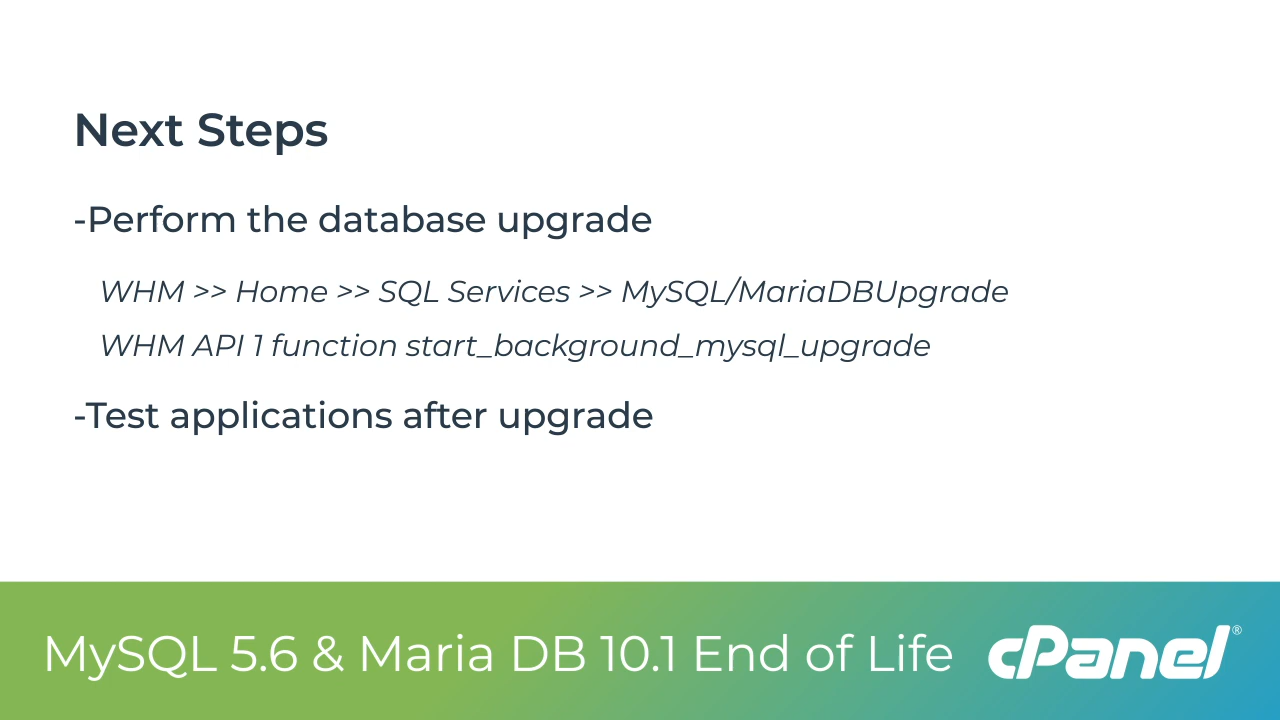 Next Steps
-Perform the database upgrade
WHM >> Home >> SQL Services >> MySQL/MariaDBUpgrade
WHM API 1 function start_background_mysql_upgrade
-Test applications after upgrade
MySQL 5.6 & Maria DB 10.1 End of Life
cPanel®